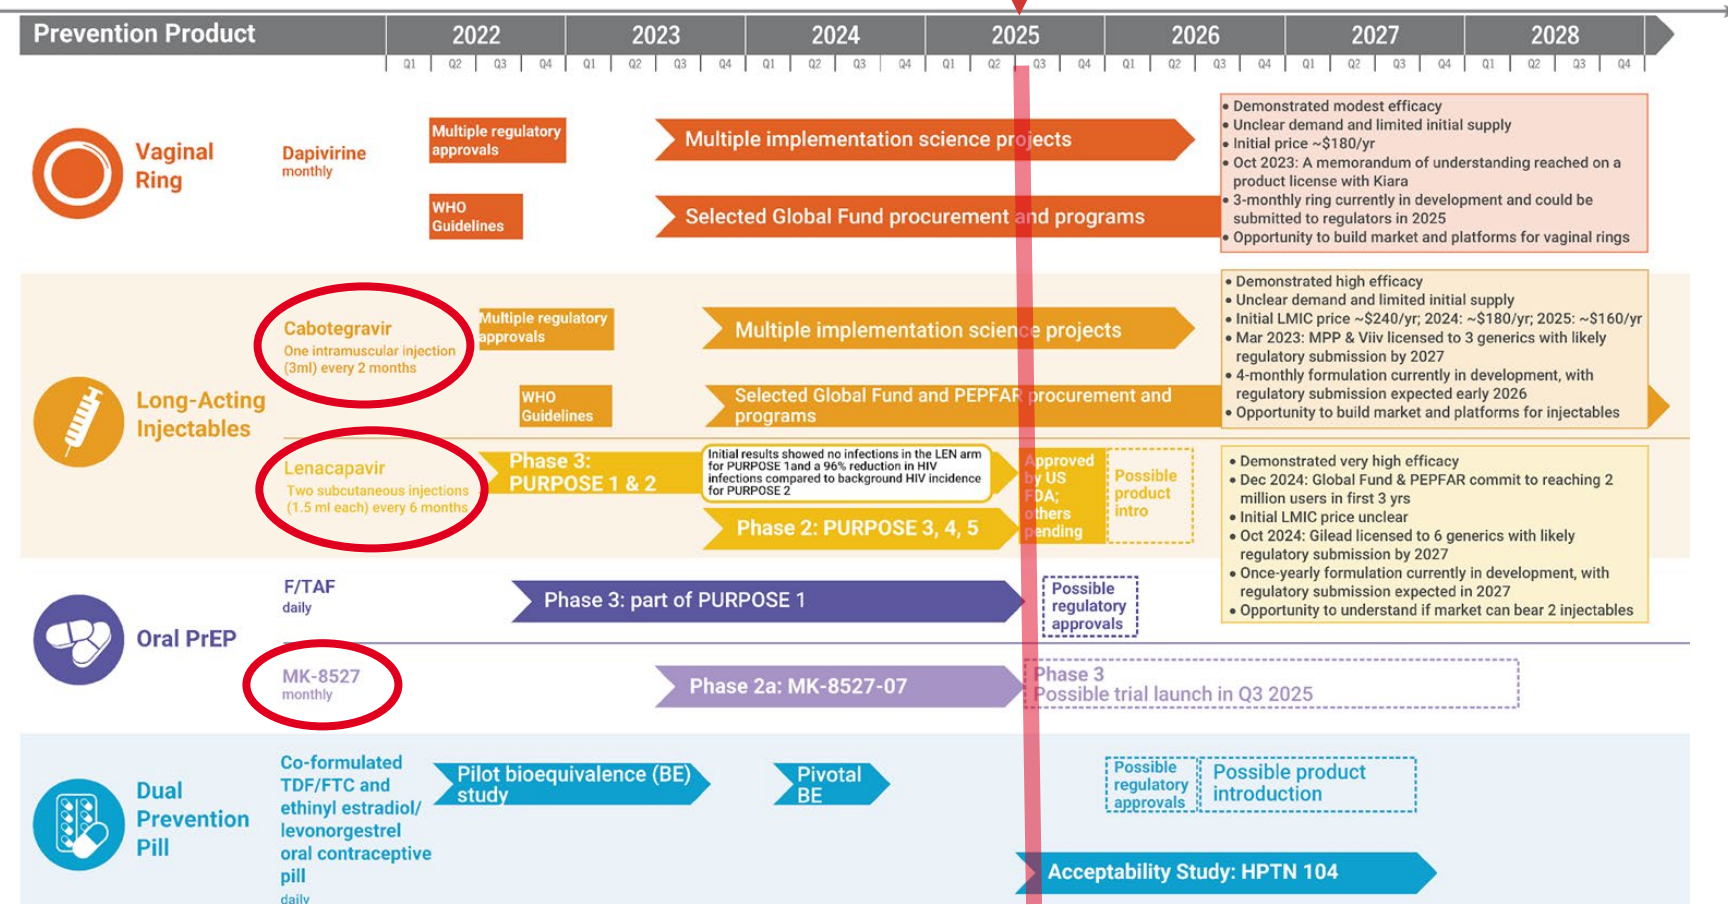 Prevention Product 2022 2023 2024 2025 2026 2027 2028
Q1 Q2 Q3 Q4 Q1 Q2 Q3 Q4 Q1 Q2 Q3 Q4 Q1 Q2 Q3 Q4 Q1 Q2 Q3 Q4 Q1 Q2 Q3 Q4 Q1 Q2 Q3 Q4
Vaginal
Ring
Dapivirine
monthly
Multiple regulatory
approvals
Multiple implementation science projects
WHO
Guidelines
Selected Global Fund procurement and programs
• Demonstrated modest efficacy
• Unclear demand and limited initial supply
• Initial price ~$180/yr
• Oct 2023: A memorandum of understanding reached on a
product license with Kiara
• 3-monthly ring currently in development and could be
submitted to regulators in 2025
• Opportunity to build market and platforms for vaginal rings
Long-Acting
Injectables
Cabotegravir
One intramuscular injection
(3ml) every 2 months
Multiple regulatory
approvals
Multiple implementation science projects
WHO
Guidelines
Selected Global Fund and PEPFAR procurement and
programs
• Demonstrated high efficacy
• Unclear demand and limited initial supply
• Initial LMIC price ~$240/yr; 2024: ~$180/yr; 2025: ~$160/yr
• Mar 2023: MPP & Viiv licensed to 3 generics with likely
regulatory submission by 2027
• 4-monthly formulation currently in development, with
regulatory submission expected early 2026
• Opportunity to build market and platforms for injectables
Lenacapavir
Two subcutaneous injections
(1.5 ml each) every 6 months
Phase 3:
PURPOSE 1 & 2
Initial results showed no infections in the LEN arm
for PURPOSE 1and a 96% reduction in HIV
infections compared to background HIV incidence
for PURPOSE 2
Phase 2: PURPOSE 3, 4, 5
Approved
by US
FDA;
others
pending
Possible
product
intro
• Demonstrated very high efficacy
• Dec 2024: Global Fund & PEPFAR commit to reaching 2
million users in first 3 yrs
• Initial LMIC price unclear
• Oct 2024: Gilead licensed to 6 generics with likely
regulatory submission by 2027
• Once-yearly formulation currently in development, with
regulatory submission expected in 2027
• Opportunity to understand if market can bear 2 injectables
Oral PrEP
F/TAF
daily
Phase 3: part of PURPOSE 1
Possible
regulatory
approvals
MK-8527
monthly
Phase 2a: MK-8527-07
Phase 3
Possible trial launch in Q3 2025
Dual
Prevention
Pill
Co-formulated
TDF/FTC and
ethinyl estradiol/
levonorgestrel
oral contraceptive
pill
daily
Pilot bioequivalence (BE)
study
Pivotal
BE
Possible
regulatory
approvals
Possible product
introduction
Acceptability Study: HPTN 104